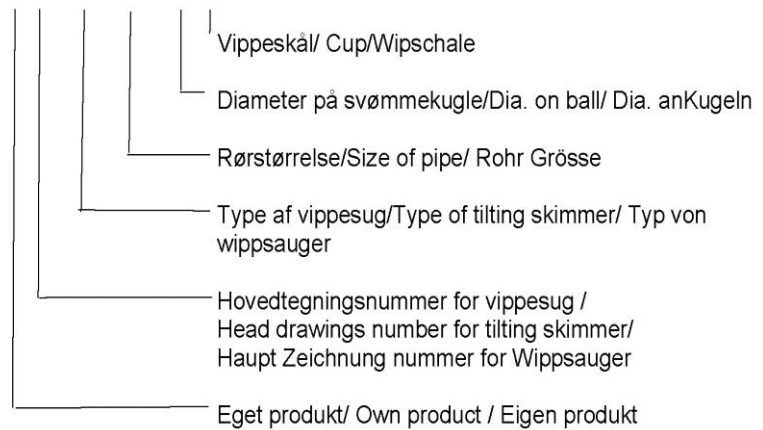 Vippeskål/ Cup/Wipschale
Diameter på svømmekugle/Dia. on ball/ Dia. anKugeln
Rørstørrelse/Size of pipe/ Rohr Grösse
Type af vippesug/Type of tilting skimmer/ Typ von
wippsauger
Hovedtegningsnummer for vippesug /
Head drawings number for tilting skimmer/
Haupt Zeichnung nummer for Wippsauger
Eget produkt/ Own product / Eigen produkt